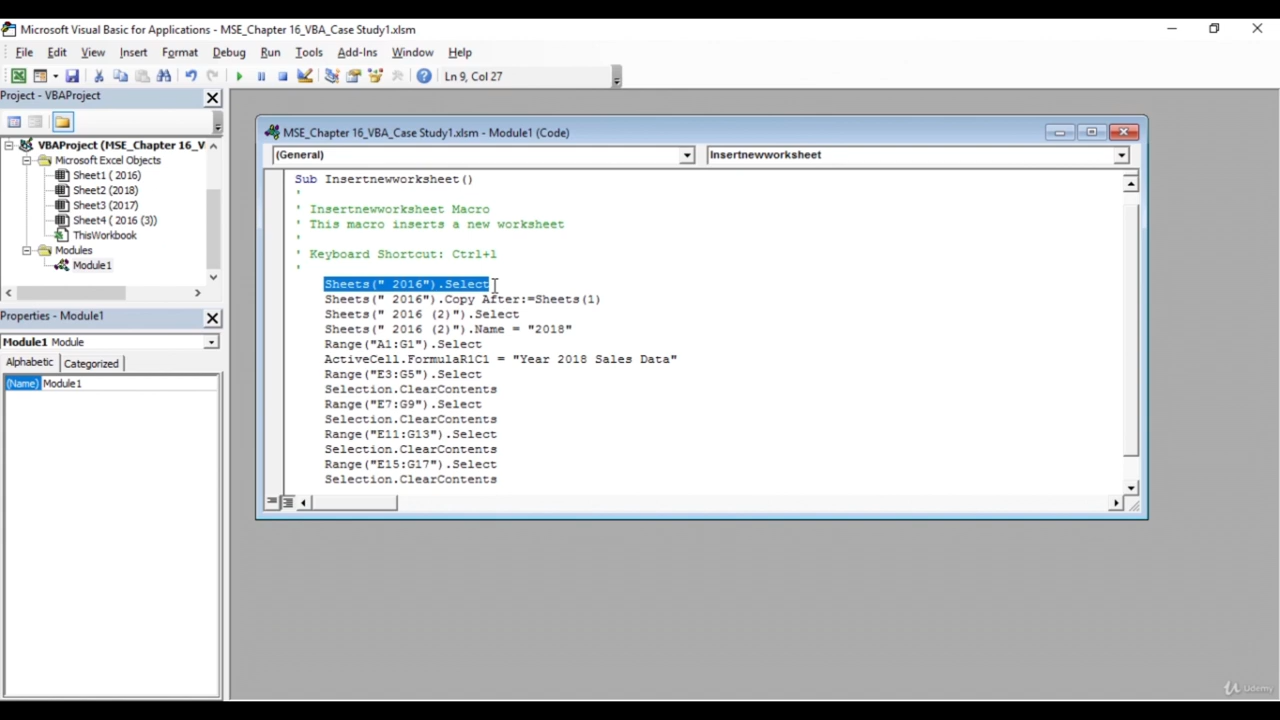 Microsoft Visual Basic for Applications - MSE_Chapter 16_VBA_Case Study1.xlsm
File Edit View Insert Format Debug Run Tools Add-Ins Window Help
Ln 9, Col 27
Project - VBAProject
VBAProject (MSE_Chapter 16_V
Microsoft Excel Objects
Sheet1 ( 2016)
Sheet2 (2018)
Sheet3 (2017)
Sheet4 ( 2016 (3))
ThisWorkbook
Modules
Module1
Properties - Module1
Module1 Module
Alphabetic Categorized
(Name) Module1
MSE_Chapter 16_VBA_Case Study1.xlsm - Module1 (Code)
(General) Insertnewworksheet
Sub Insertnewworksheet()
'
' Insertnewworksheet Macro
' This macro inserts a new worksheet
'
' Keyboard Shortcut: Ctrl+l
'
Sheets(" 2016").Select
Sheets(" 2016").Copy After:=Sheets(1)
Sheets(" 2016 (2)").Select
Sheets(" 2016 (2)").Name = "2018"
Range("A1:G1").Select
ActiveCell.FormulaR1C1 = "Year 2018 Sales Data"
Range("E3:G5").Select
Selection.ClearContents
Range("E7:G9").Select
Selection.ClearContents
Range("E11:G13").Select
Selection.ClearContents
Range("E15:G17").Select
Selection.ClearContents
Udemy